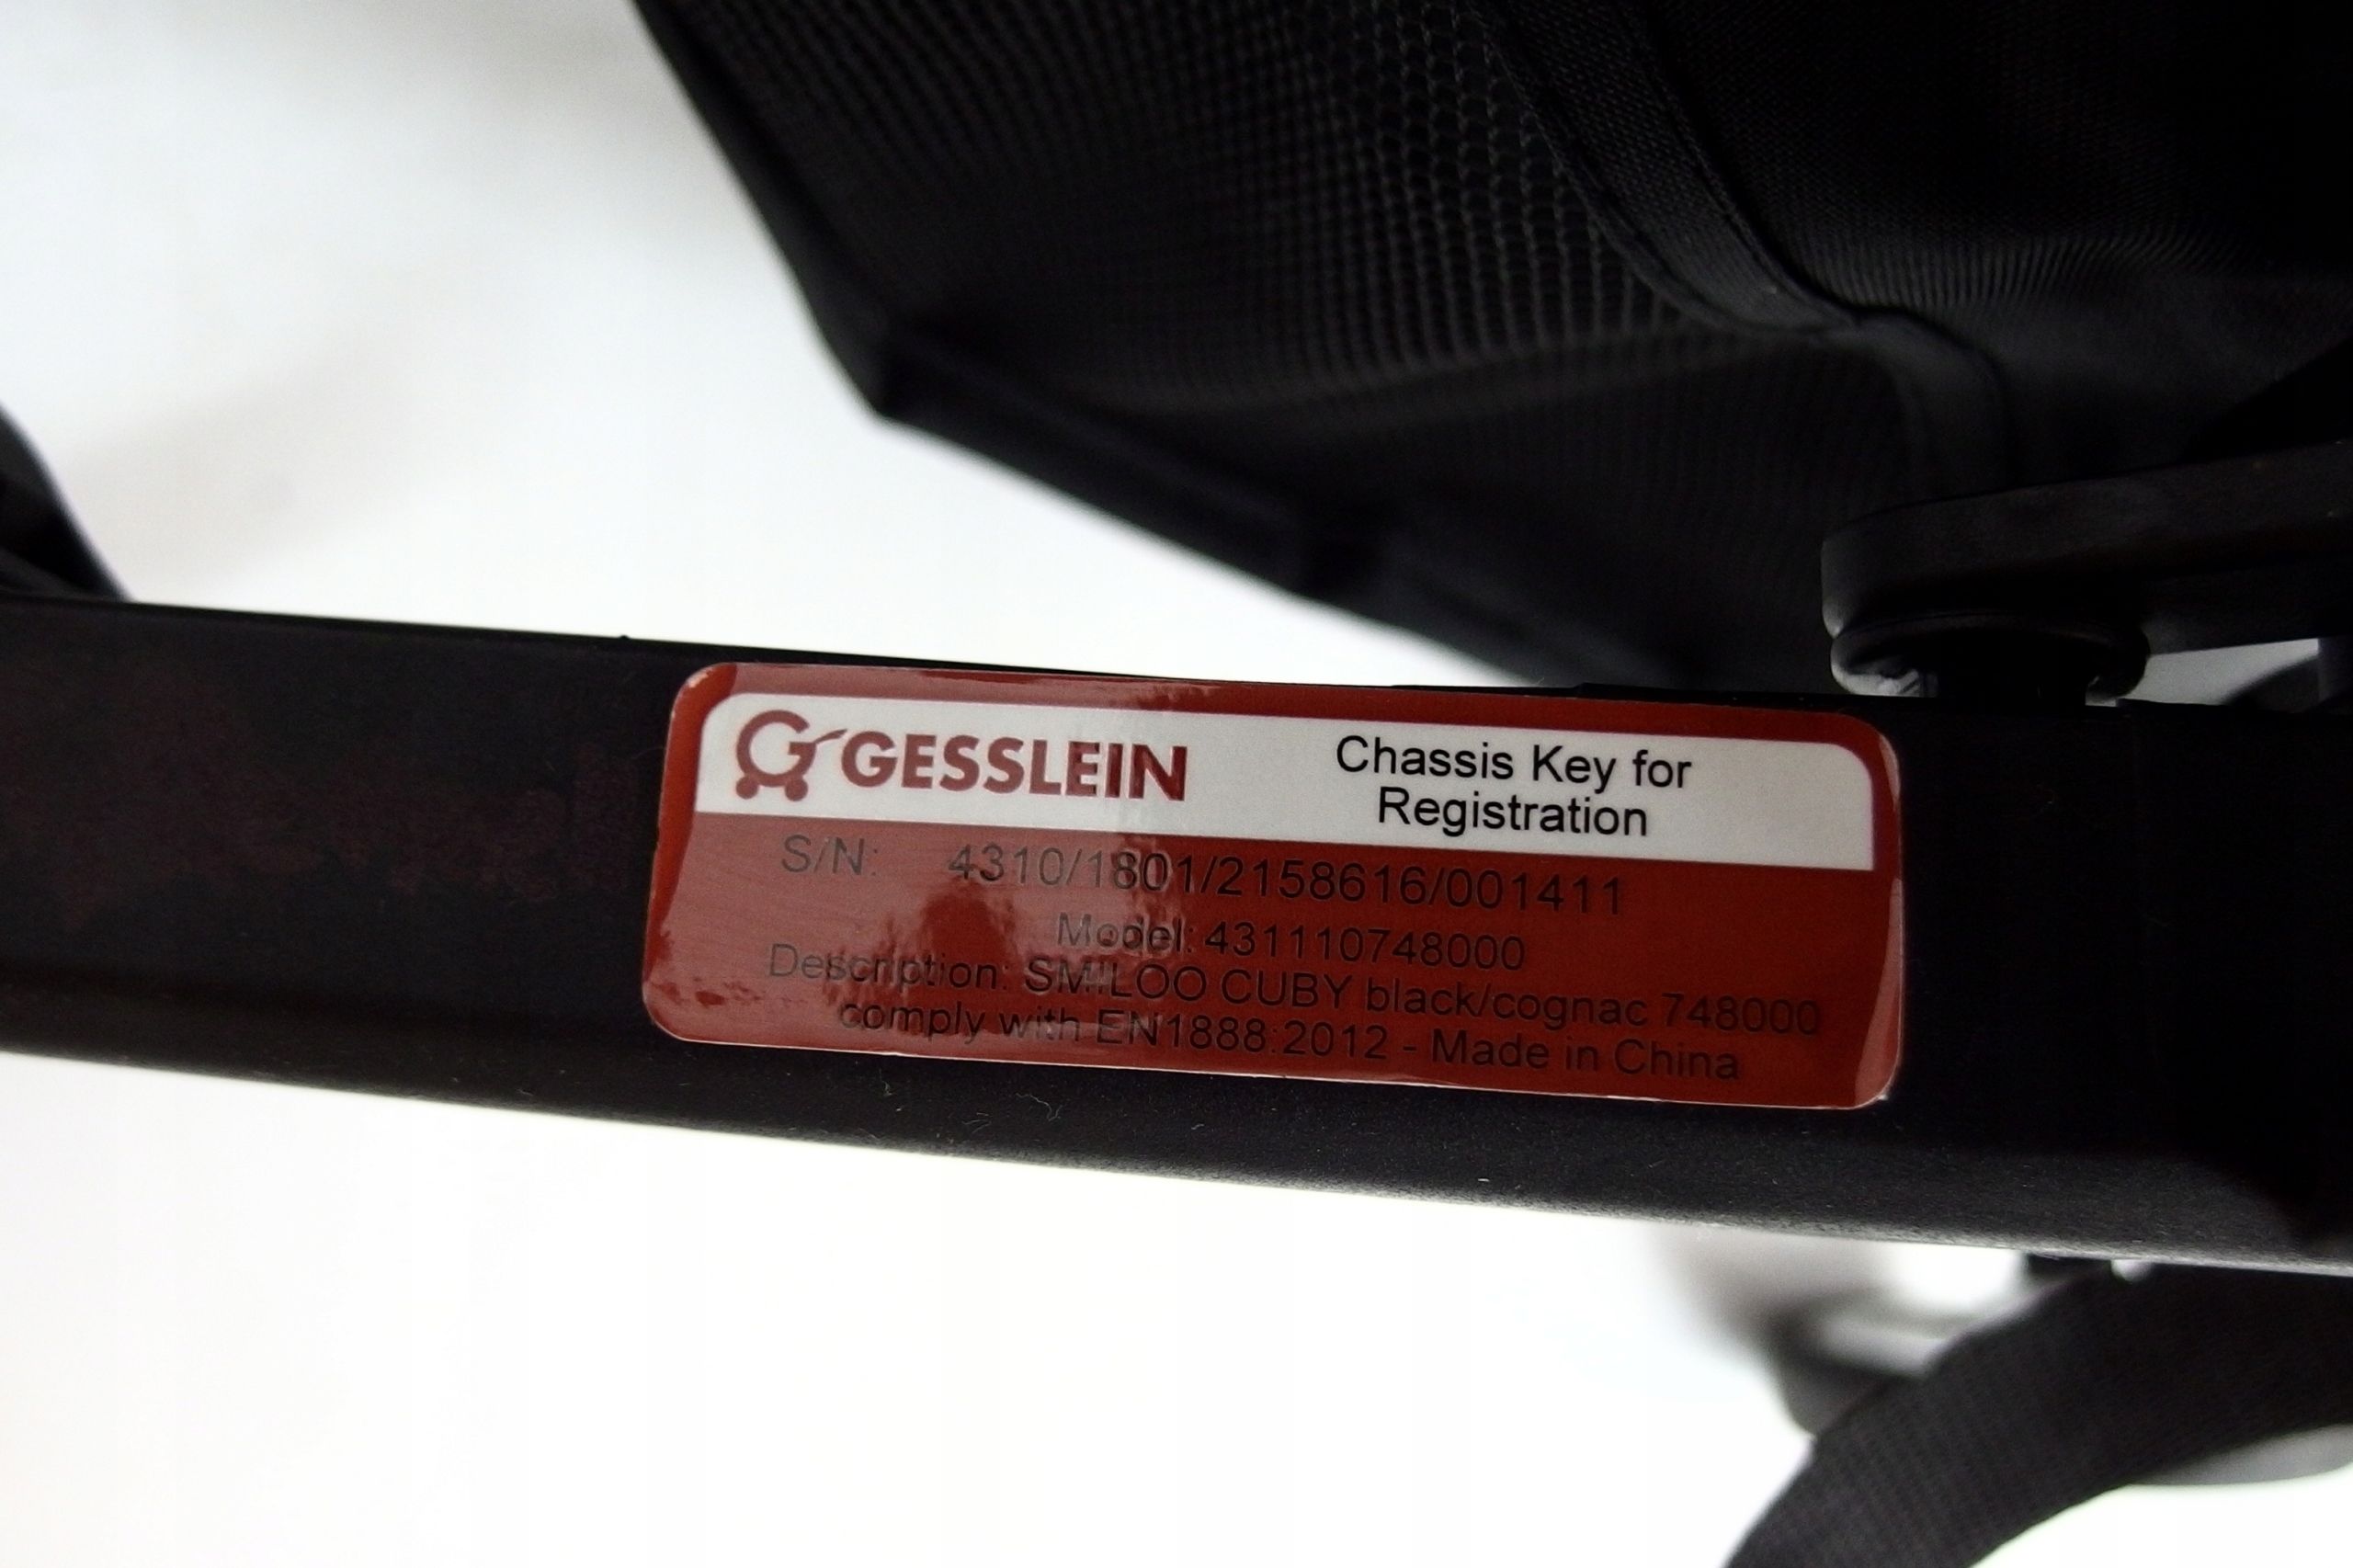 GESSLEIN
Chassis Key for
Registration
S/N: 4310/1801/2158616/001411
Model: 431110748000
Description: SMILOO CUBY black/cognac 748000
comply with EN1888:2012 - Made in China